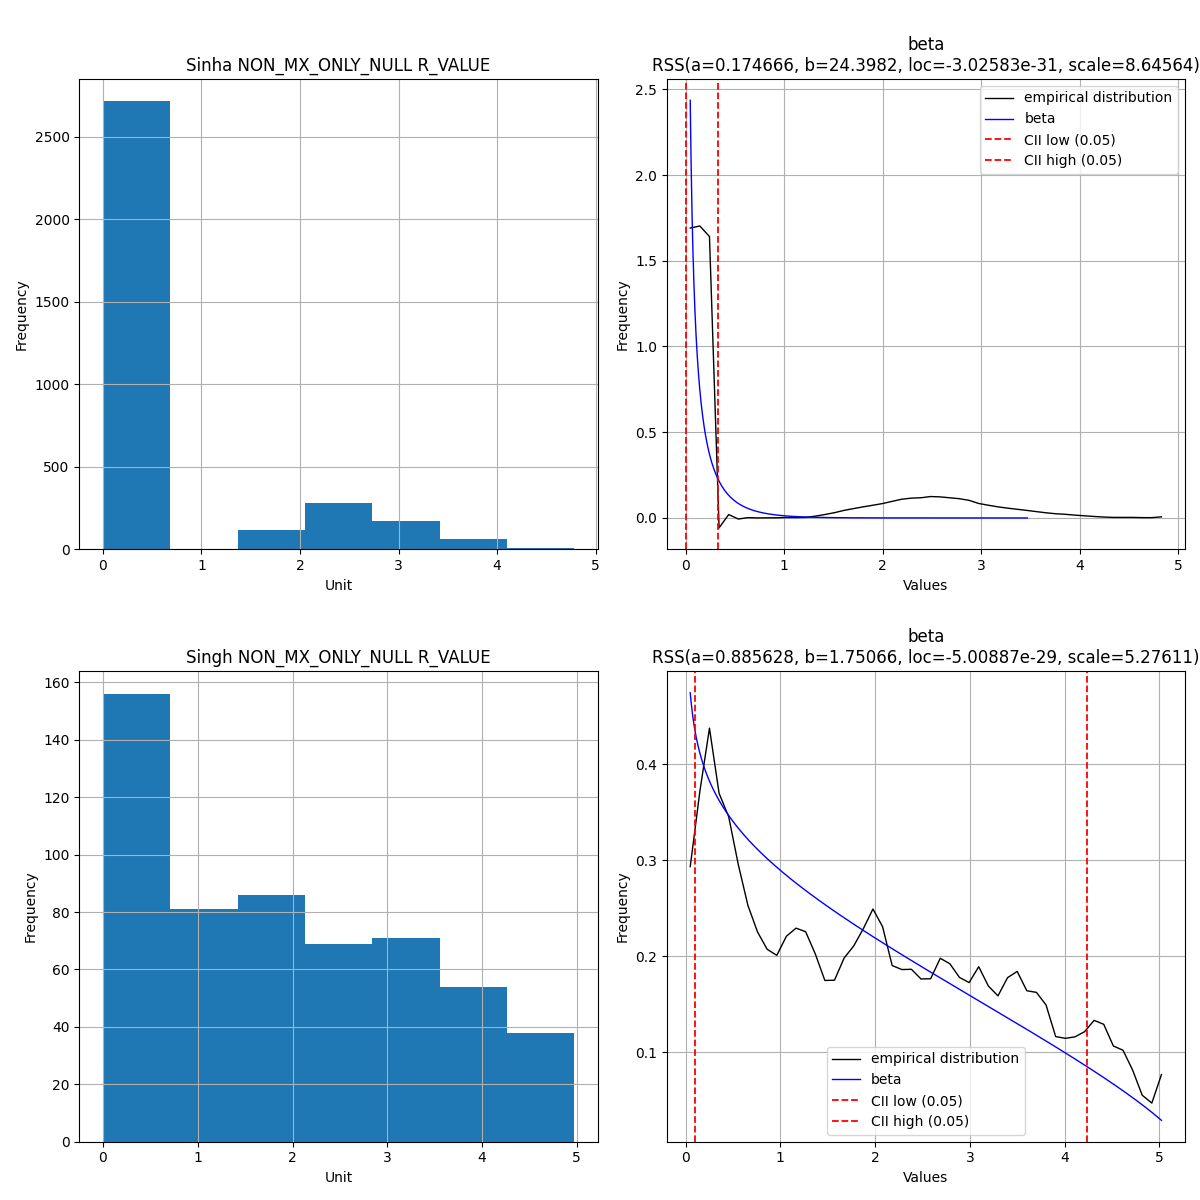 Sinha NON_MX_ONLY_NULL R_VALUE
Frequency
2500
2000
1500
1000
500
0
0 1 2 3 4 5
Unit
beta
RSS(a=0.174666, b=24.3982, loc=-3.02583e-31, scale=8.64564)
empirical distribution
beta
CII low (0.05)
CII high (0.05)
Frequency
2.5
2.0
1.5
1.0
0.5
0.0
0 1 2 3 4 5
Values
Singh NON_MX_ONLY_NULL R_VALUE
Frequency
160
140
120
100
80
60
40
20
0
0 1 2 3 4 5
Unit
beta
RSS(a=0.885628, b=1.75066, loc=-5.00887e-29, scale=5.27611)
Frequency
0.4
0.3
0.2
0.1
empirical distribution
beta
CII low (0.05)
CII high (0.05)
0 1 2 3 4 5
Values